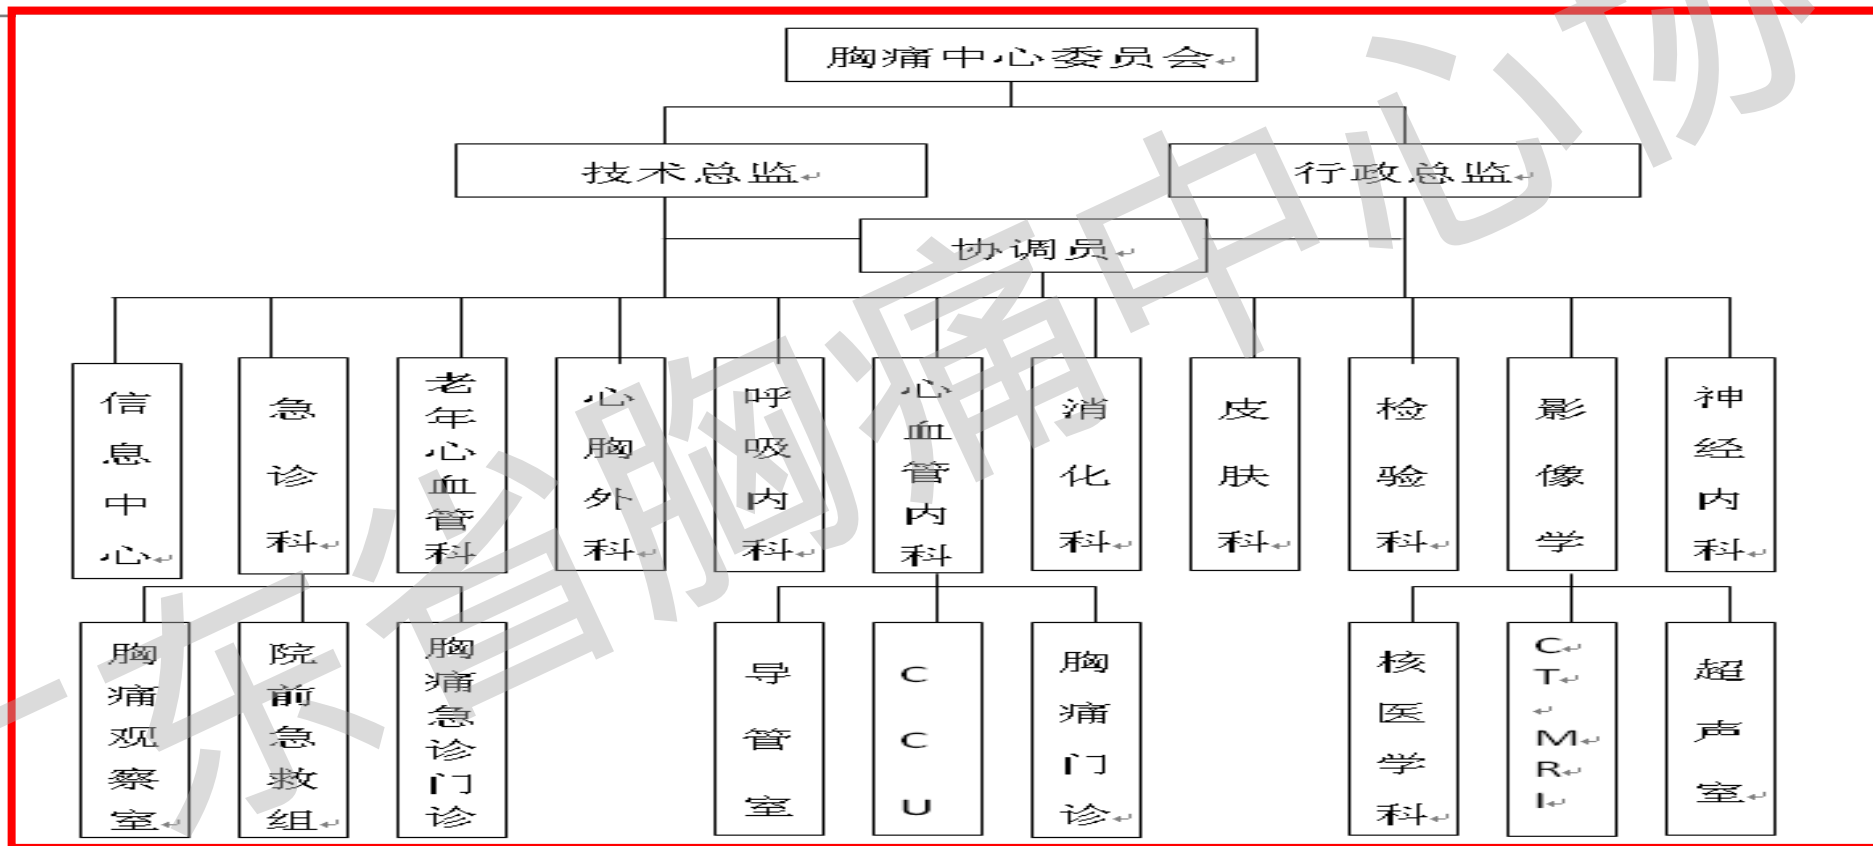 胸痛中心委员会
技术总监
行政总监
协调员
信息中心
急诊科
老年心血管科
心胸外科
呼吸内科
心血管内科
消化科
皮肤科
检验科
影像学
神经内科
胸痛观察室
院前急救组
胸痛急诊门诊
导管室
CCU
胸痛门诊
核医学科
CT
MRI
超声室
东省胸痛中心协